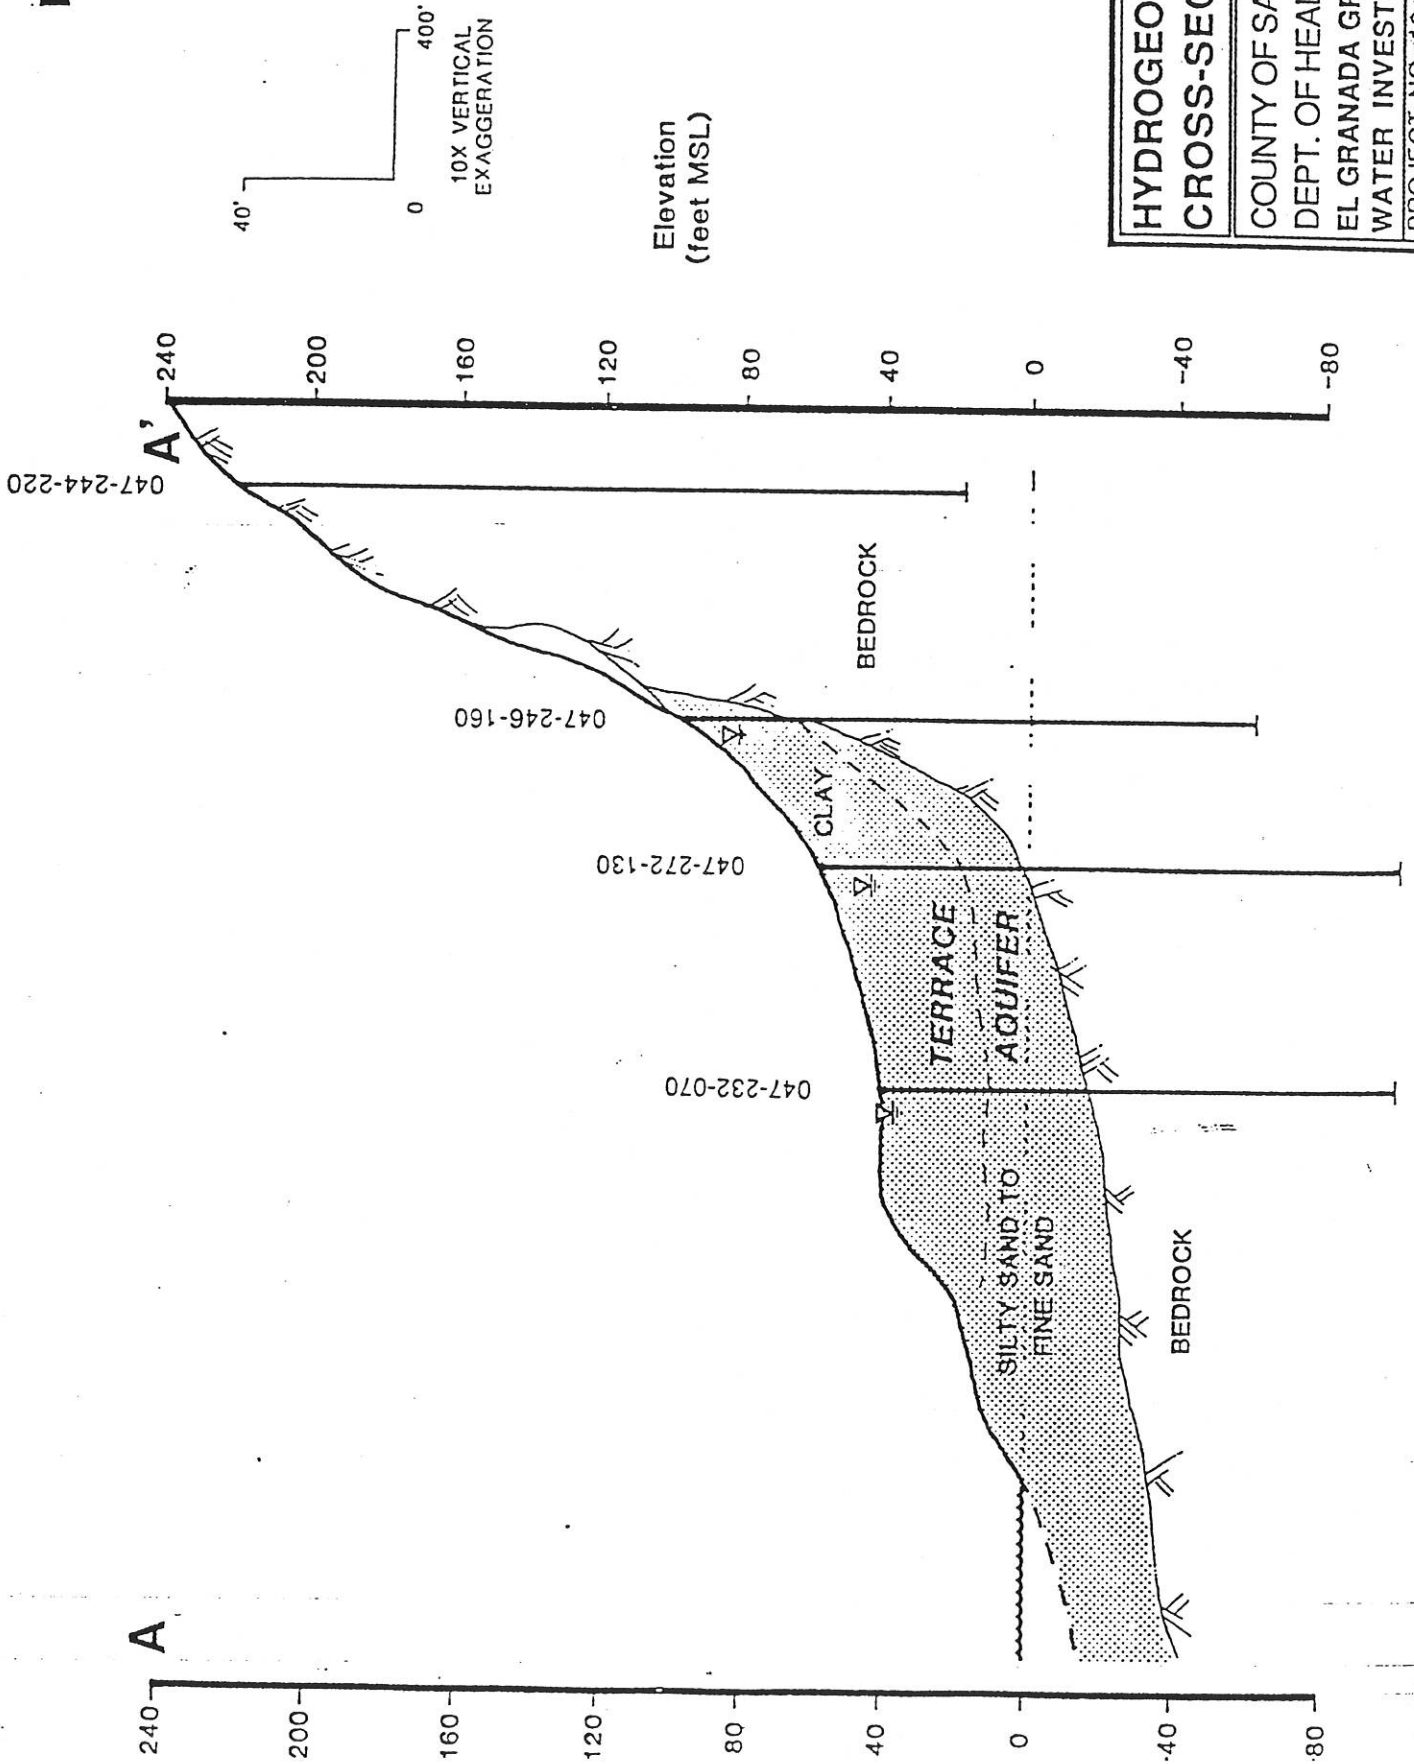 A
A'
240
200
160
120
80
40
0
-40
-80
240
200
160
120
80
40
0
-40
-80
Elevation
(feet MSL)
047-232-070
047-272-130
047-246-160
047-244-220
CLAY
TERRACE
AQUIFER
SILTY SAND TO
FINE SAND
BEDROCK
BEDROCK
40'
0
400'
10X VERTICAL
EXAGGERATION
HYDROGEO
CROSS-SEC
COUNTY OF SA
DEPT. OF HEAL
EL GRANADA GR
WATER INVEST
PROJECT NO.